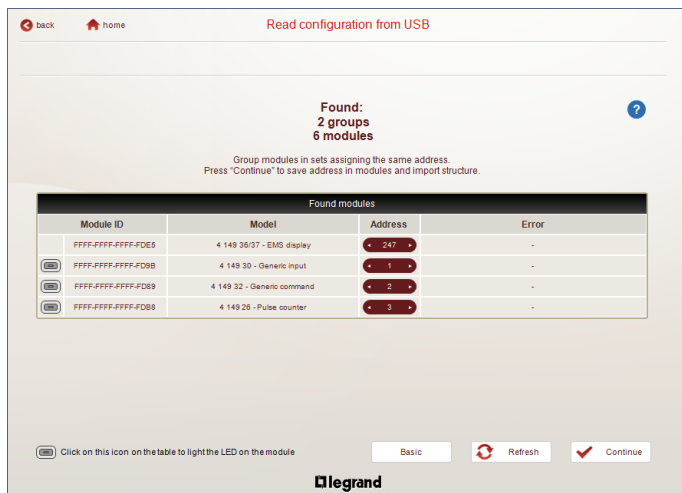 back
home
Read configuration from USB
Found:
2 groups
6 modules
?
Group modules in sets assigning the same address.
Press "Continue" to save address in modules and import structure.
Found modules
Module ID Model Address Error
FFFF-FFFF-FFFF-FDE5 4 149 36/37 - EMS display 247 -
FFFF-FFFF-FFFF-FD9B 4 149 30 - Generic input 1 -
FFFF-FFFF-FFFF-FD89 4 149 32 - Generic command 2 -
FFFF-FFFF-FFFF-FDB8 4 149 26 - Pulse counter 3 -
Click on this icon on the table to light the LED on the module
Basic
Refresh
Continue
legrand